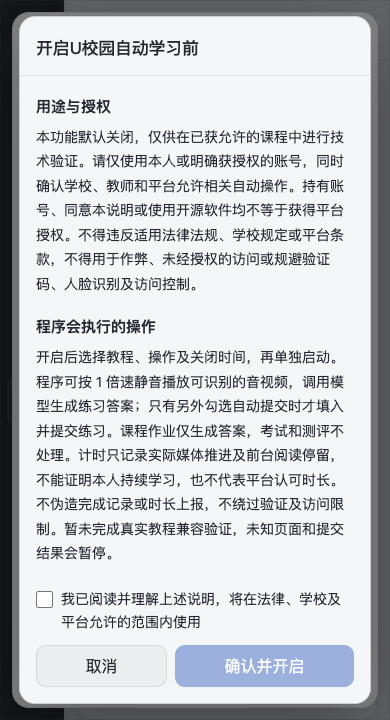 开启U校园自动学习前
用途与授权
本功能默认关闭，仅供在已获允许的课程中进行技
术验证。请仅使用本人或明确获授权的账号，同时
确认学校、教师和平台允许相关自动操作。持有账
号、同意本说明或使用开源软件均不等于获得平台
授权。不得违反适用法律法规、学校规定或平台条
款，不得用于作弊、未经授权的访问或规避验证
码、人脸识别及访问控制。
程序会执行的操作
开启后选择教程、操作及关闭时间，再单独启动。
程序可按 1 倍速静音播放可识别的音视频，调用模
型生成练习答案；只有另外勾选自动提交时才填入
并提交练习。课程作业仅生成答案，考试和测评不
处理。计时只记录实际媒体推进及前台阅读停留，
不能证明本人持续学习，也不代表平台认可时长。
不伪造完成记录或时长上报，不绕过验证及访问限
制。暂未完成真实教程兼容验证，未知页面和提交
结果会暂停。
我已阅读并理解上述说明，将在法律、学校及
平台允许的范围内使用
取消
确认并开启